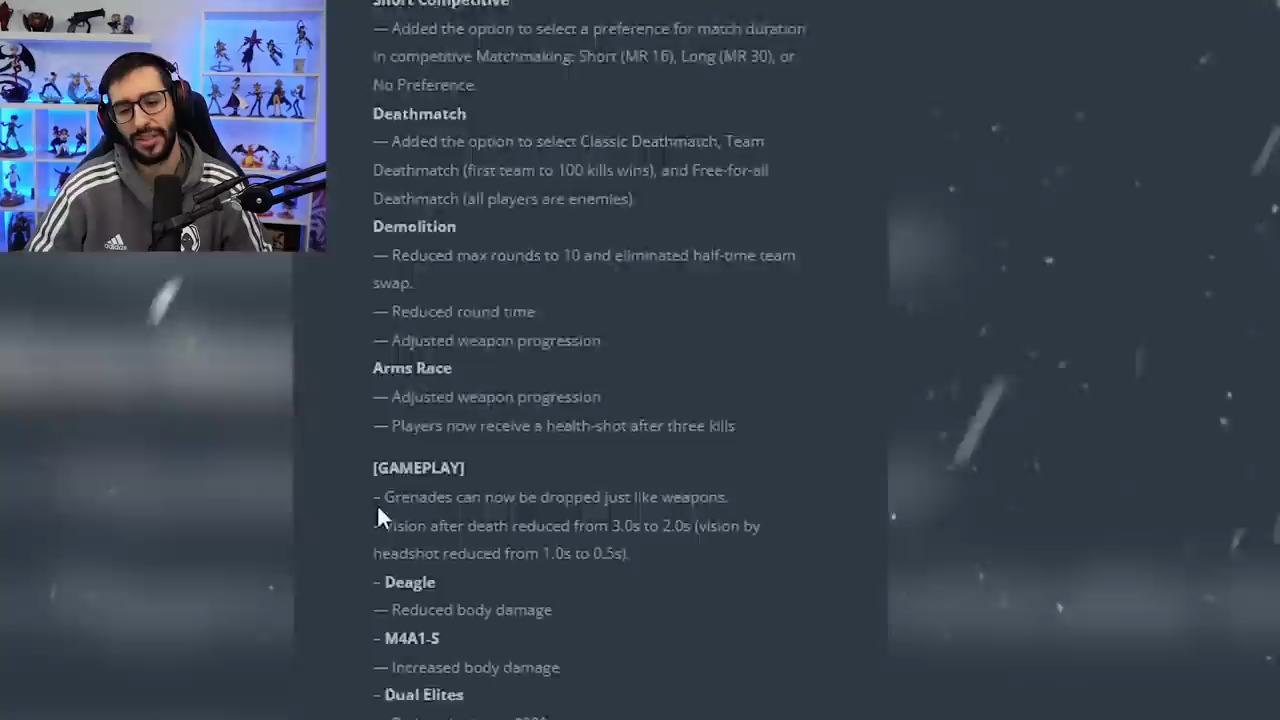 Short Competitive
— Added the option to select a preference for match duration
in competitive Matchmaking: Short (MR 16), Long (MR 30), or
No Preference.
Deathmatch
— Added the option to select Classic Deathmatch, Team
Deathmatch (first team to 100 kills wins), and Free-for-all
Deathmatch (all players are enemies).
Demolition
— Reduced max rounds to 10 and eliminated half-time team
swap.
— Reduced round time
— Adjusted weapon progression
Arms Race
— Adjusted weapon progression
— Players now receive a health-shot after three kills
[GAMEPLAY]
– Grenades can now be dropped just like weapons.
Vision after death reduced from 3.0s to 2.0s (vision by
headshot reduced from 1.0s to 0.5s).
– Deagle
— Reduced body damage
– M4A1-S
— Increased body damage
– Dual Elites
adidas